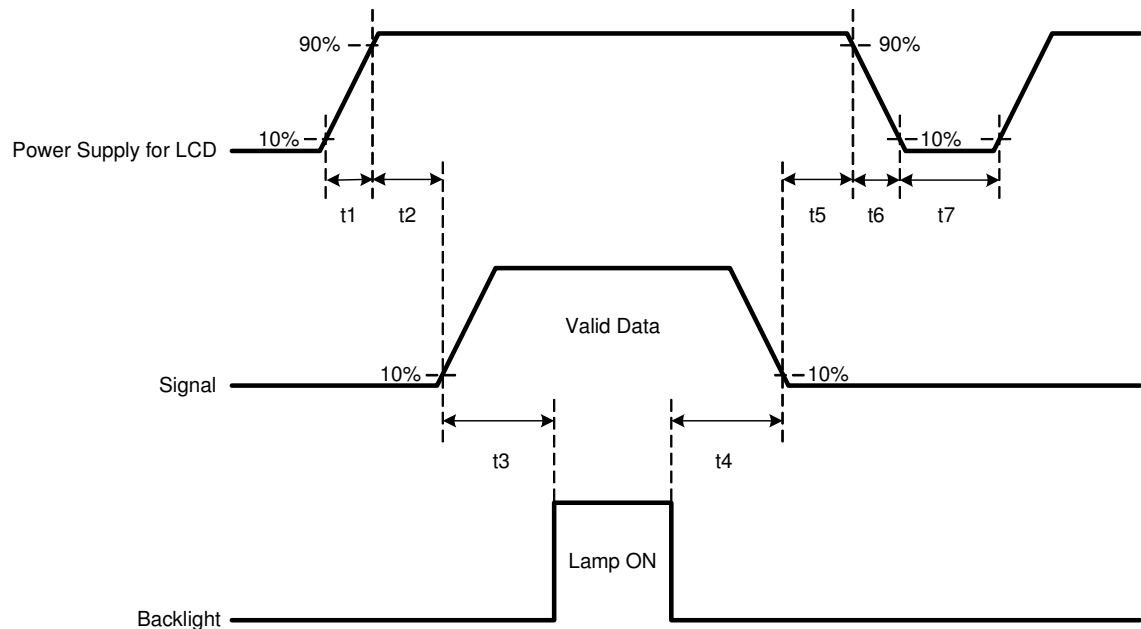 90%
90%
10%
10%
Power Supply for LCD
t1
t2
t5
t6
t7
Valid Data
10%
10%
Signal
t3
t4
Lamp ON
Backlight